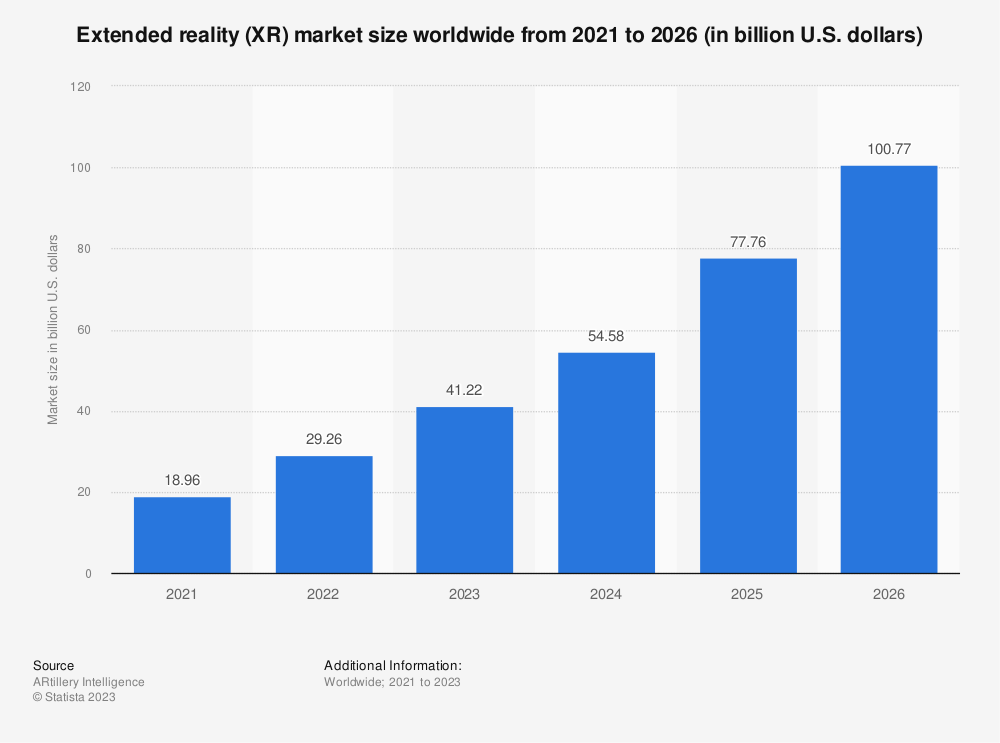 Extended reality (XR) market size worldwide from 2021 to 2026 (in billion U.S. dollars)
Market size in billion U.S. dollars
120
100
80
60
40
20
0
18.96
29.26
41.22
54.58
77.76
100.77
2021
2022
2023
2024
2025
2026
Source
ARtillery Intelligence
© Statista 2023
Additional Information:
Worldwide; 2021 to 2023